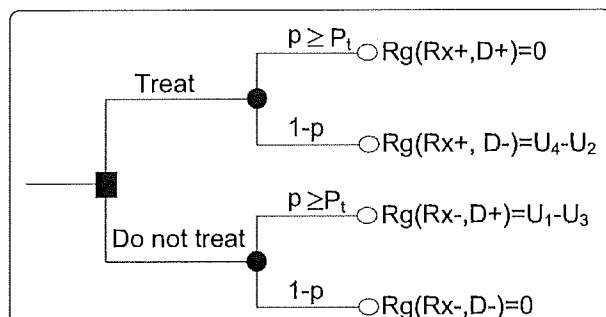 p ≥ Pₜ
Rg(Rx+,D+)=0
Treat
1-p
Rg(Rx+, D-)=U₄-U₂
p ≥Pₜ
Rg(Rx-,D+)=U₁-U₃
Do not treat
1-p
Rg(Rx-,D-)=0